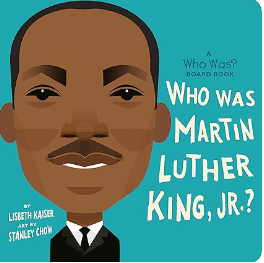 A
Who Was?
BOARD BOOK
WHO WAS
MARTIN
LUTHER
KING, JR.?
BY
LISBETH KAISER
ART BY
STANLEY CHOW